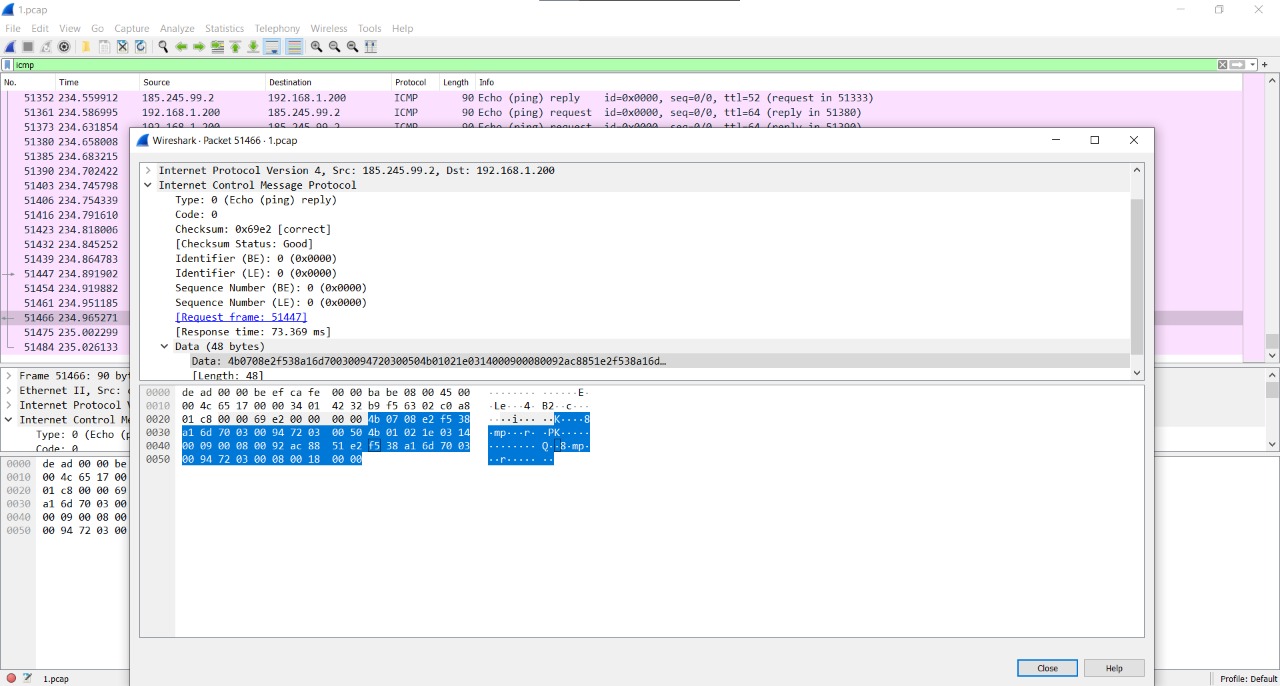 1.pcap
File Edit View Go Capture Analyze Statistics Telephony Wireless Tools Help
icmp
No. Time Source Destination Protocol Length Info
51352 234.559912 185.245.99.2 192.168.1.200 ICMP 90 Echo (ping) reply id=0x0000, seq=0/0, ttl=52 (request in 51333)
51361 234.586995 192.168.1.200 185.245.99.2 ICMP 90 Echo (ping) request id=0x0000, seq=0/0, ttl=64 (reply in 51380)
51373 234.631854 192.168.1.200 185.245.99.2 ICMP 90 Echo (ping) request id=0x0000, seq=0/0, ttl=64 (reply in 51390)
51380 234.658008
51385 234.683215
51390 234.702422
51403 234.745798
51406 234.754339
51416 234.791610
51423 234.818006
51432 234.845252
51439 234.864783
51447 234.891902
51454 234.919882
51461 234.951185
51466 234.965271
51475 235.002299
51484 235.026133
Wireshark · Packet 51466 · 1.pcap
Internet Protocol Version 4, Src: 185.245.99.2, Dst: 192.168.1.200
Internet Control Message Protocol
Type: 0 (Echo (ping) reply)
Code: 0
Checksum: 0x69e2 [correct]
[Checksum Status: Good]
Identifier (BE): 0 (0x0000)
Identifier (LE): 0 (0x0000)
Sequence Number (BE): 0 (0x0000)
Sequence Number (LE): 0 (0x0000)
[Request frame: 51447]
[Response time: 73.369 ms]
Data (48 bytes)
Data: 4b0708e2f538a16d70030094720300504b01021e0314000900080092ac8851e2f538a16d…
[Length: 48]
0000 de ad 00 00 be ef ca fe 00 00 ba be 08 00 45 00 ········ ······E·
0010 00 4c 65 17 00 00 34 01 42 32 b9 f5 63 02 c0 a8 ·Le···4· B2··c···
0020 01 c8 00 00 69 e2 00 00 00 00 4b 07 08 e2 f5 38 ····i··· ··K····8
0030 a1 6d 70 03 00 94 72 03 00 50 4b 01 02 1e 03 14 ·mp···r· ·PK·····
0040 00 09 00 08 00 92 ac 88 51 e2 f5 38 a1 6d 70 03 ········ Q··8·mp·
0050 00 94 72 03 00 08 00 18 00 00 ··r····· ··
Close Help
Frame 51466: 90 byt
Ethernet II, Src:
Internet Protocol
Internet Control Me
Type: 0 (Echo (p
Code: 0
0000 de ad 00 00 be
0010 00 4c 65 17 00
0020 01 c8 00 00 69
0030 a1 6d 70 03 00
0040 00 09 00 08 00
0050 00 94 72 03 00
1.pcap
Profile: Default